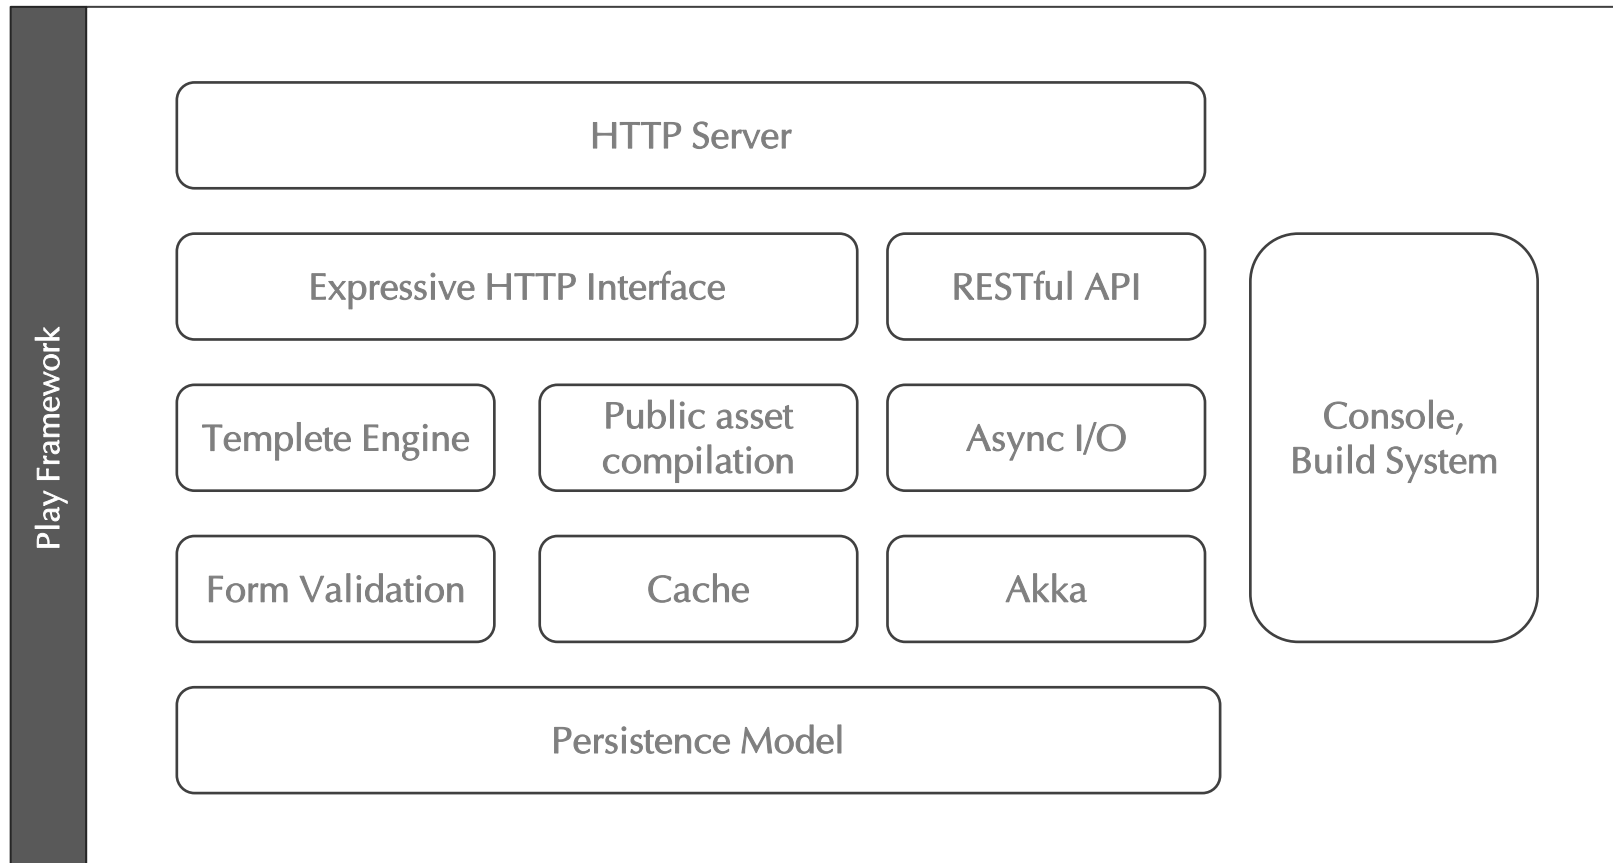 Play Framework
HTTP Server
Expressive HTTP Interface
RESTful API
Templete Engine
Public asset
compilation
Async I/O
Console,
Build System
Form Validation
Cache
Akka
Persistence Model